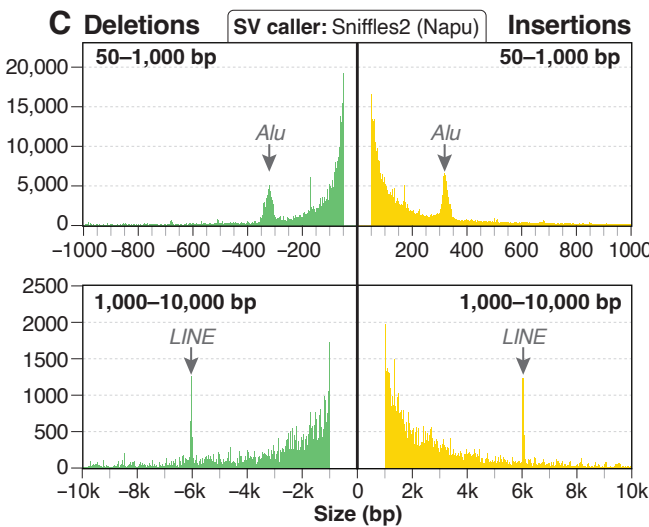 C Deletions SV caller: Sniffles2 (Napu) Insertions
50–1,000 bp 50–1,000 bp
20,000
15,000
10,000
5,000
0
Alu Alu
−1000 −800 −600 −400 −200 200 400 600 800 1000
1,000–10,000 bp 1,000–10,000 bp
2500
2000
1500
1000
500
0
LINE LINE
−10k −8k −6k −4k −2k 0 2k 4k 6k 8k 10k
Size (bp)